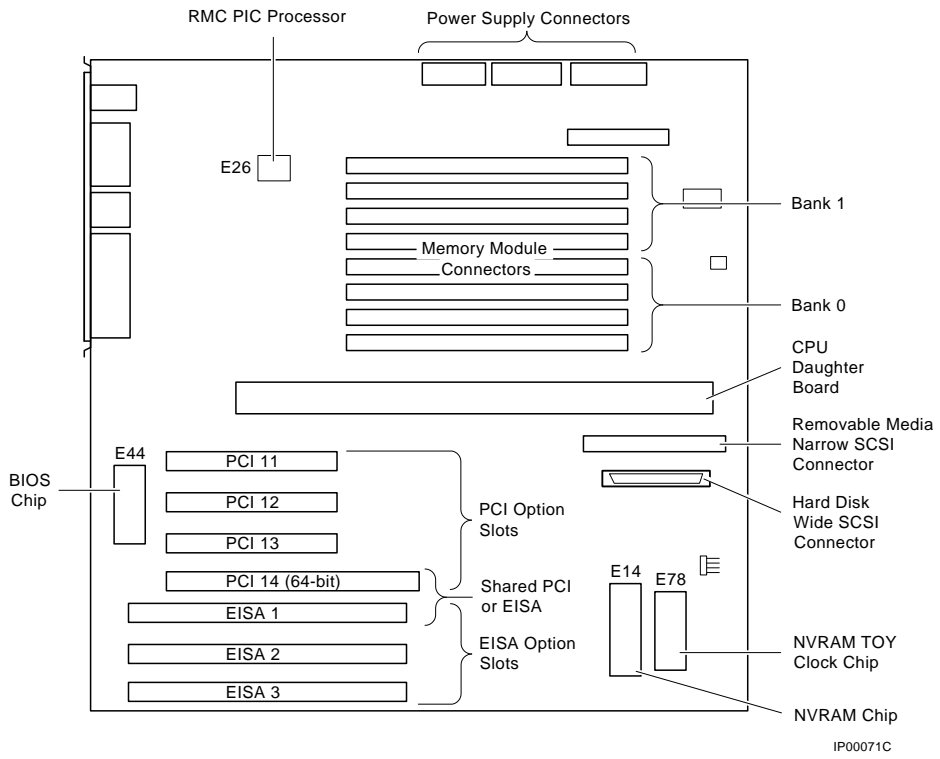 RMC PIC Processor
Power Supply Connectors
E26
Bank 1
Memory Module
Connectors
Bank 0
CPU
Daughter
Board
Removable Media
Narrow SCSI
Connector
E44
PCI 11
BIOS
Chip
PCI 12
PCI Option
Slots
Hard Disk
Wide SCSI
Connector
PCI 13
PCI 14 (64-bit)
Shared PCI
or EISA
E14
E78
EISA 1
EISA 2
EISA Option
Slots
NVRAM TOY
Clock Chip
EISA 3
NVRAM Chip
IP00071C